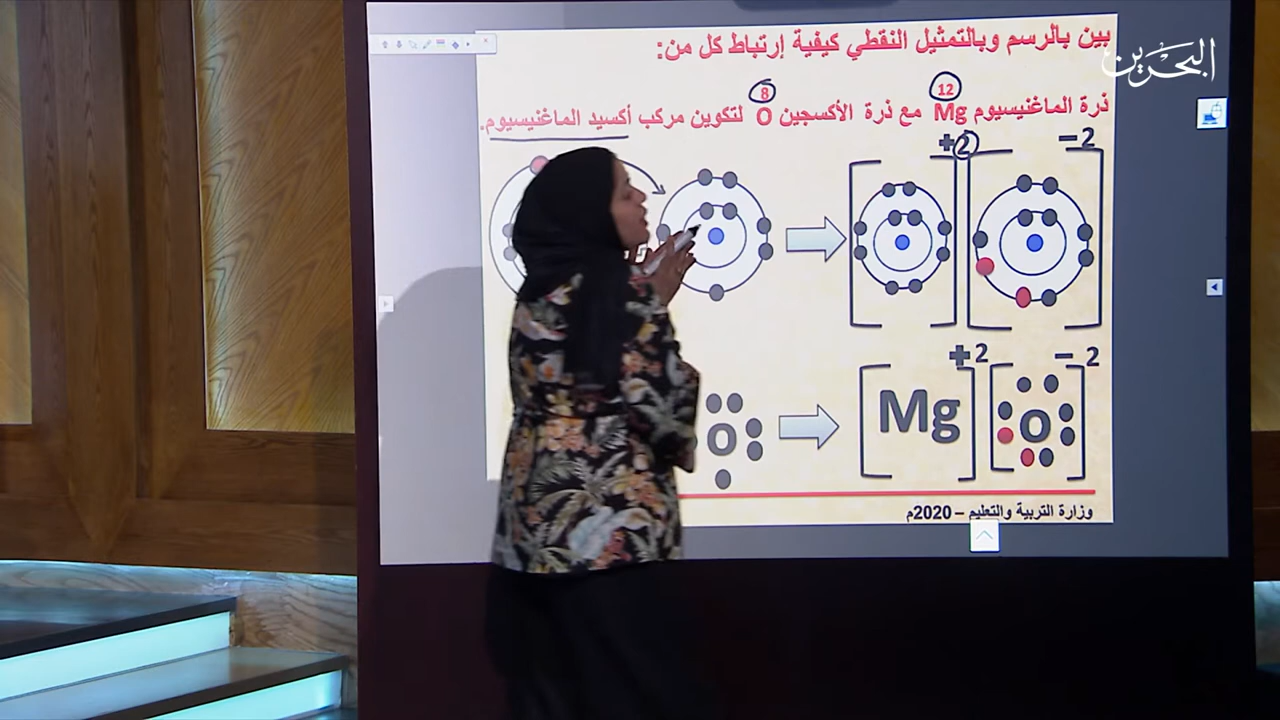 البحرين
بين بالرسم وبالتمثيل النقطي كيفية إرتباط كل من:
12 8
ذرة الماغنيسيوم Mg مع ذرة الأكسجين O لتكوين مركب أكسيد الماغنيسيوم.
+2 −2
+2 −2
O Mg O
وزارة التربية والتعليم – 2020م